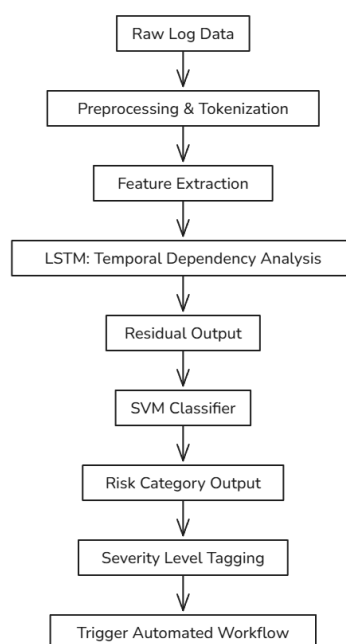 Raw Log Data
Preprocessing & Tokenization
Feature Extraction
LSTM: Temporal Dependency Analysis
Residual Output
SVM Classifier
Risk Category Output
Severity Level Tagging
Trigger Automated Workflow